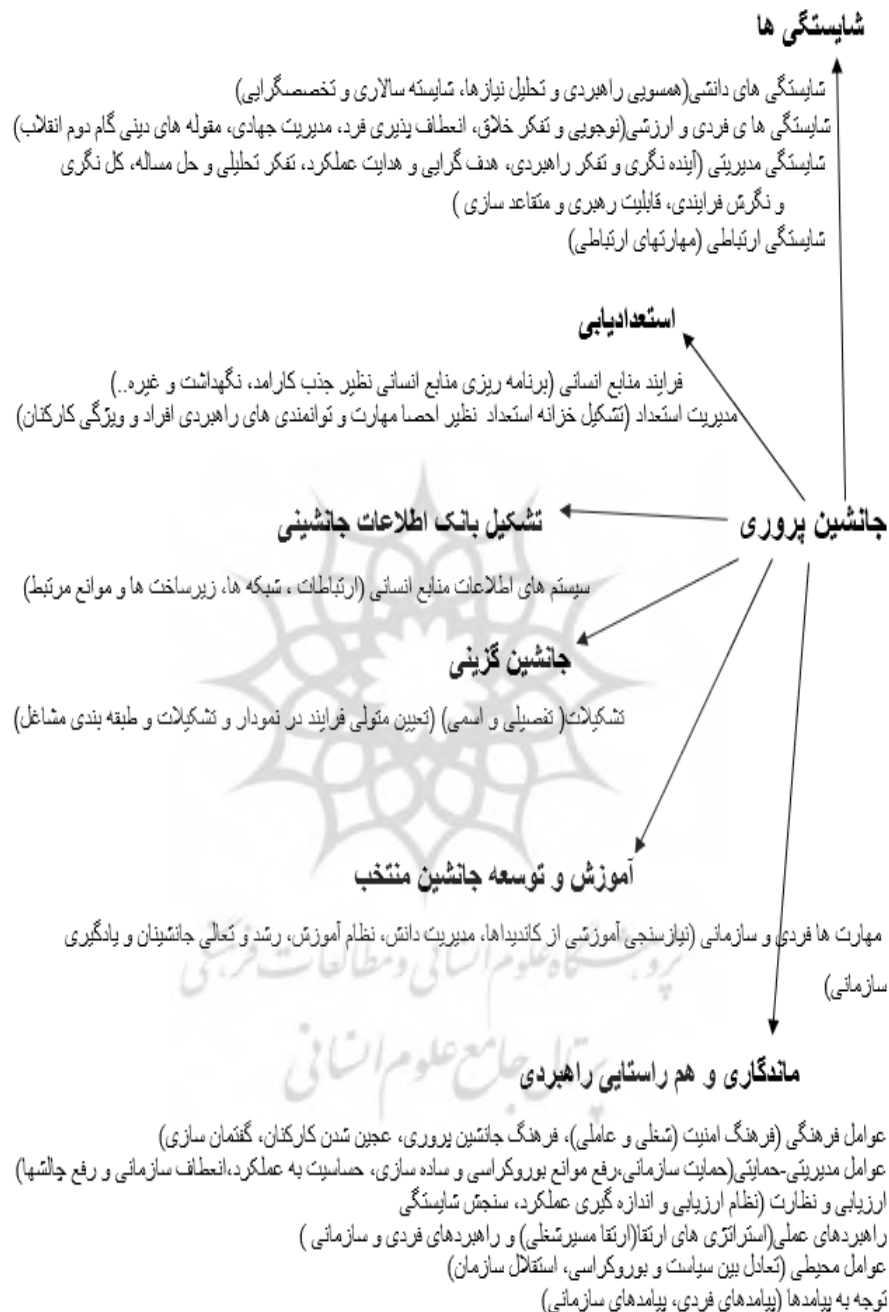 شایستگی ها
شایستگی های دانشی(همسویی راهبردی و تحلیل نیازها، شایسته سالاری و تخصصگرایی)
شایستگی ها ی فردی و ارزشی(نوجویی و تفکر خلاق، انعطاف پذیری فرد، مدیریت جهادی، مقوله های دینی گام دوم انقلاب)
شایستگی مدیریتی (آینده نگری و تفکر راهبردی، هدف گرایی و هدایت عملکرد، تفکر تحلیلی و حل مساله، کل نگری
و نگرش فرایندی، قابلیت رهبری و متقاعد سازی )
شایستگی ارتباطی (مهارتهای ارتباطی)
استعدادیابی
فرایند منابع انسانی (برنامه ریزی منابع انسانی نظیر جذب کارامد، نگهداشت و غیره..)
مدیریت استعداد (تشکیل خزانه استعداد نظیر احصا مهارت و توانمندی های راهبردی افراد و ویژگی کارکنان)
جانشین پروری
تشکیل بانک اطلاعات جانشینی
سیستم های اطلاعات منابع انسانی (ارتباطات ، شبکه ها، زیرساخت ها و موانع مرتبط)
جانشین گزینی
تشکیلات( تفصیلی و اسمی) (تعیین متولی فرایند در نمودار و تشکیلات و طبقه بندی مشاغل)
آموزش و توسعه جانشین منتخب
مهارت ها فردی و سازمانی (نیازسنجی آموزشی از کاندیداها، مدیریت دانش، نظام آموزش، رشد و تعالی جانشینان و یادگیری
سازمانی)
پژوهشگاه علوم انسانی و مطالعات فرهنگی
پرتال جامع علوم انسانی
ماندگاری و هم راستایی راهبردی
عوامل فرهنگی (فرهنگ امنیت (شغلی و عاملی)، فرهنگ جانشین پروری، عجین شدن کارکنان، گفتمان سازی)
عوامل مدیریتی-حمایتی(حمایت سازمانی،رفع موانع بوروکراسی و ساده سازی، حساسیت به عملکرد،انعطاف سازمانی و رفع چالشها)
ارزیابی و نظارت (نظام ارزیابی و اندازه گیری عملکرد، سنجش شایستگی
راهبردهای عملی(استراتژی های ارتقا(ارتقا مسیرشغلی) و راهبردهای فردی و سازمانی )
عوامل محیطی (تعادل بین سیاست و بوروکراسی، استقلال سازمان)
توجه به پیامدها (پیامدهای فردی، پیامدهای سازمانی)